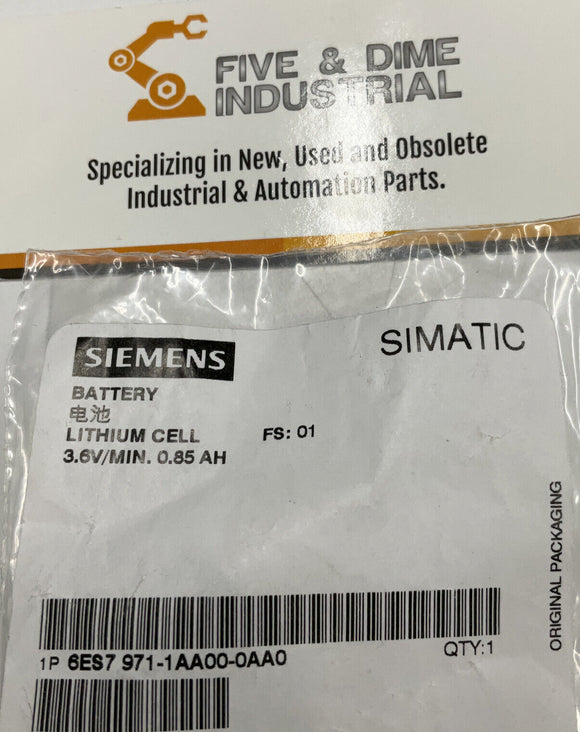 FIVE & DIME
INDUSTRIAL
Specializing in New, Used and Obsolete
Industrial & Automation Parts.
SIEMENS
SIMATIC
BATTERY
电池
LITHIUM CELL FS: 01
3.6V/MIN. 0.85 AH
ORIGINAL PACKAGING
1P 6ES7 971-1AA00-0AA0 QTY:1